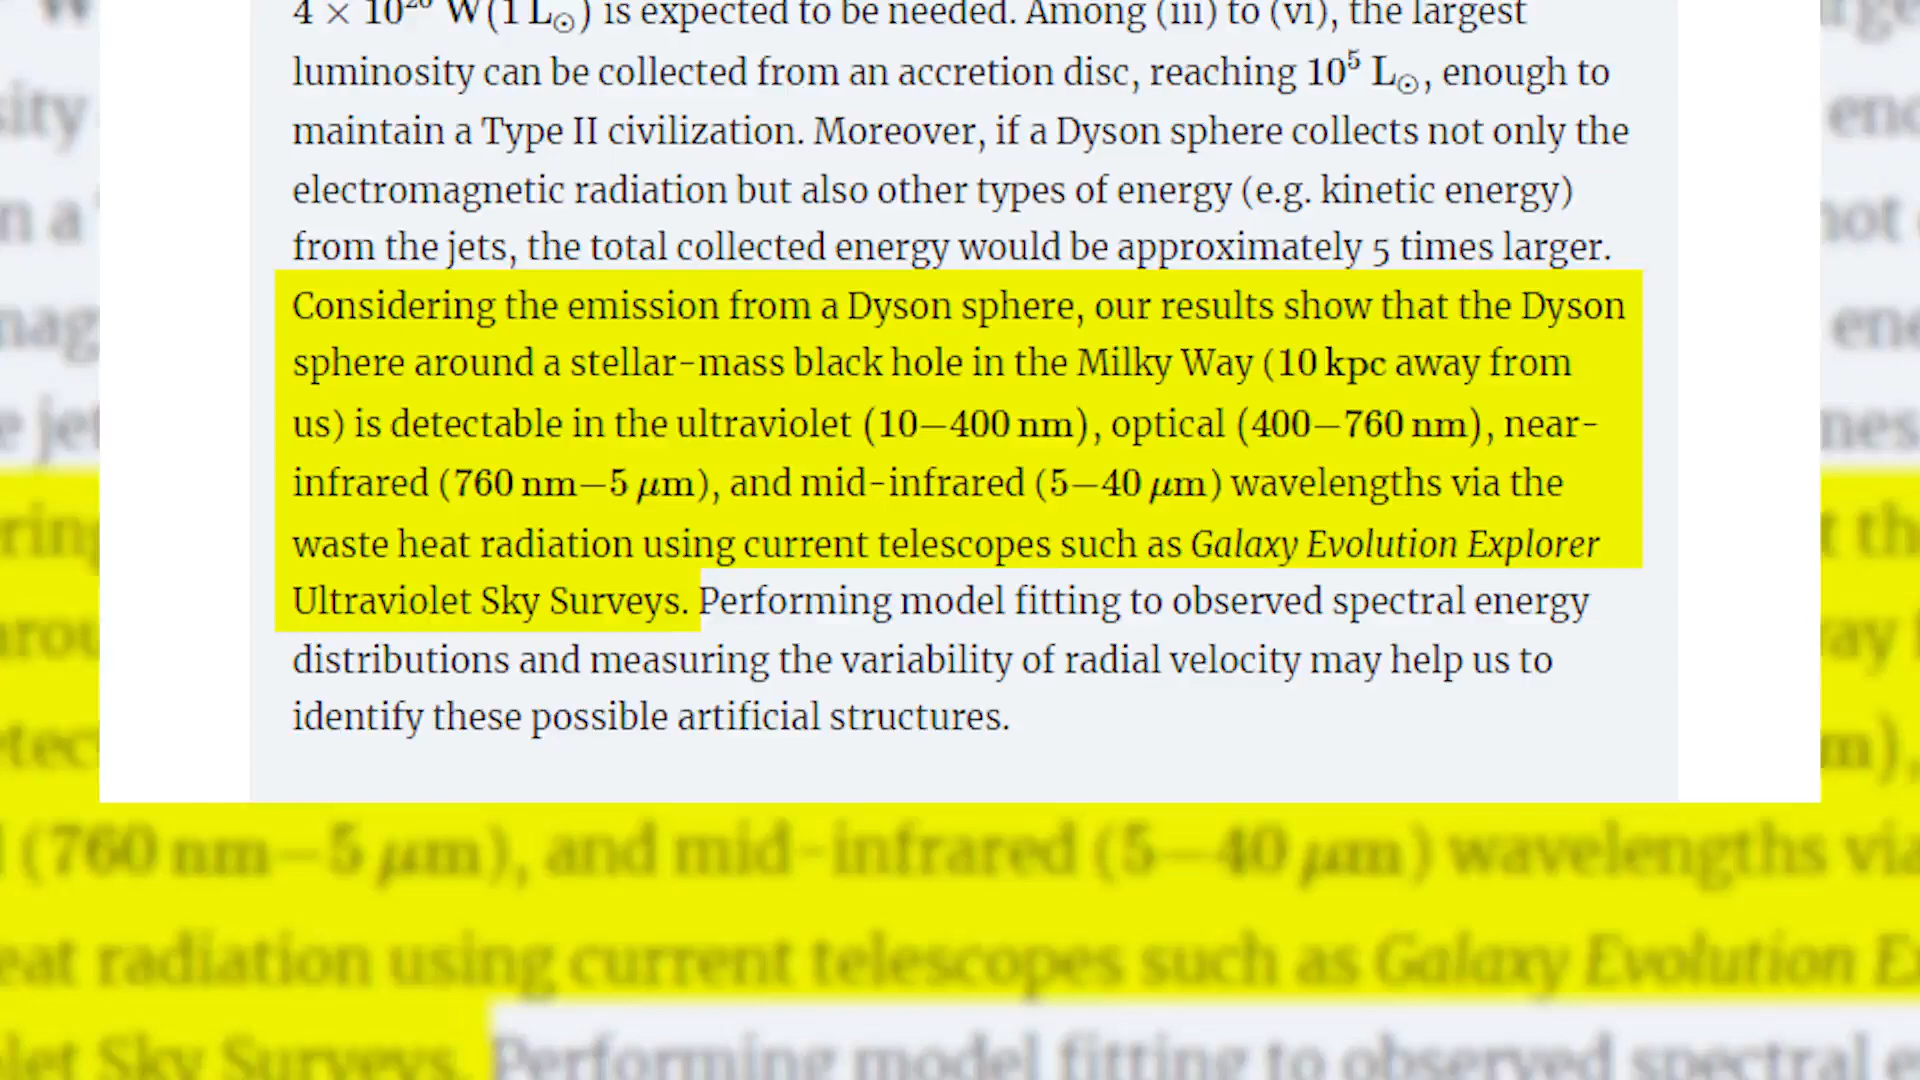 4 × 10²⁶ W(1 L☉) is expected to be needed. Among (iii) to (vi), the largest
luminosity can be collected from an accretion disc, reaching 10⁵ L☉, enough to
maintain a Type II civilization. Moreover, if a Dyson sphere collects not only the
electromagnetic radiation but also other types of energy (e.g. kinetic energy)
from the jets, the total collected energy would be approximately 5 times larger.
Considering the emission from a Dyson sphere, our results show that the Dyson
sphere around a stellar-mass black hole in the Milky Way (10 kpc away from
us) is detectable in the ultraviolet (10–400 nm), optical (400–760 nm), near-
infrared (760 nm–5 μm), and mid-infrared (5–40 μm) wavelengths via the
waste heat radiation using current telescopes such as Galaxy Evolution Explorer
Ultraviolet Sky Surveys. Performing model fitting to observed spectral energy
distributions and measuring the variability of radial velocity may help us to
identify these possible artificial structures.
(760 nm–5 μm), and mid-infrared (5–40 μm) wavelengths via
eat radiation using current telescopes such as Galaxy Evolution Ex
let Sky Surveys. Performing model fitting to observed spectral e